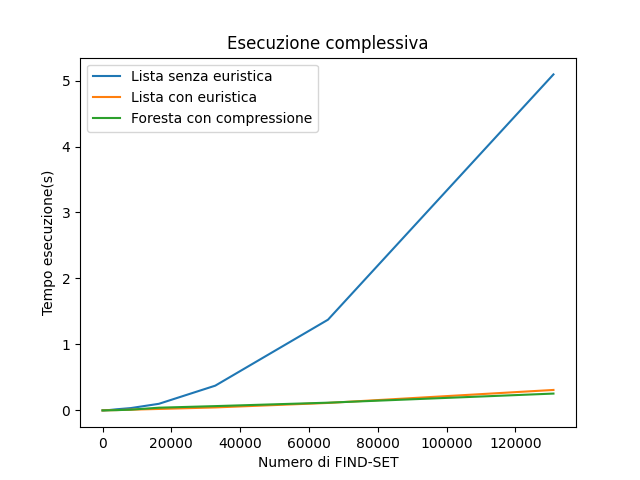 Esecuzione complessiva
Lista senza euristica
Lista con euristica
Foresta con compressione
Tempo esecuzione(s)
5
4
3
2
1
0
0 20000 40000 60000 80000 100000 120000
Numero di FIND-SET